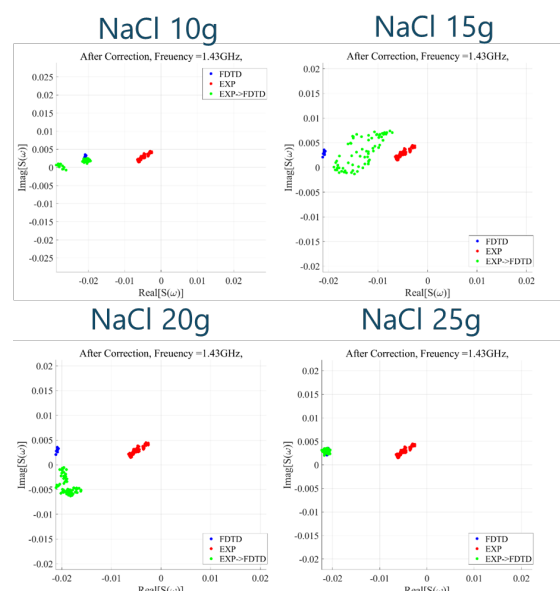 NaCl 10g
NaCl 15g
After Correction, Freuency =1.43GHz,
FDTD
EXP
EXP->FDTD
Imag[S(ω)]
0.025
0.02
0.015
0.01
0.005
0
-0.005
-0.01
-0.015
-0.02
-0.025
-0.02
-0.01
0
0.01
0.02
Real[S(ω)]
After Correction, Freuency =1.43GHz,
Imag[S(ω)]
0.02
0.015
0.01
0.005
0
-0.005
-0.01
-0.015
-0.02
FDTD
EXP
EXP->FDTD
-0.02
-0.01
0
0.01
0.02
Real[S(ω)]
NaCl 20g
NaCl 25g
After Correction, Freuency =1.43GHz,
Imag[S(ω)]
0.02
0.015
0.01
0.005
0
-0.005
-0.01
-0.015
-0.02
FDTD
EXP
EXP->FDTD
-0.02
-0.01
0
0.01
0.02
Real[S(ω)]
After Correction, Freuency =1.43GHz,
Imag[S(ω)]
0.02
0.015
0.01
0.005
0
-0.005
-0.01
-0.015
-0.02
FDTD
EXP
EXP->FDTD
-0.02
-0.01
0
0.01
0.02
Real[S(ω)]